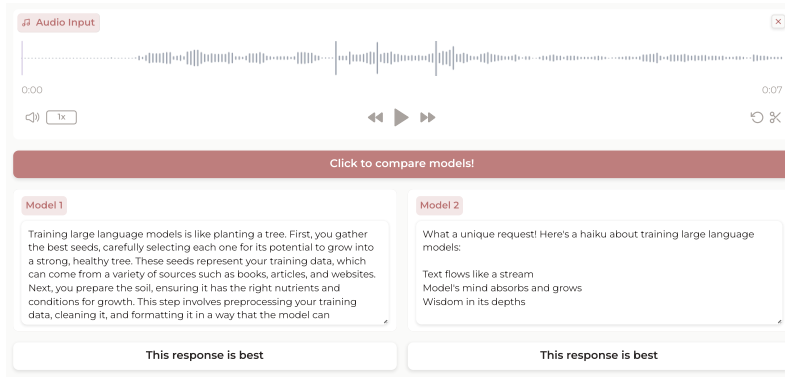 Audio Input
0:00
0:07
1x
Click to compare models!
Model 1
Training large language models is like planting a tree. First, you gather
the best seeds, carefully selecting each one for its potential to grow into
a strong, healthy tree. These seeds represent your training data, which
can come from a variety of sources such as books, articles, and websites.
Next, you prepare the soil, ensuring it has the right nutrients and
conditions for growth. This step involves preprocessing your training
data, cleaning it, and formatting it in a way that the model can
This response is best
Model 2
What a unique request! Here's a haiku about training large language
models:
Text flows like a stream
Model's mind absorbs and grows
Wisdom in its depths
This response is best